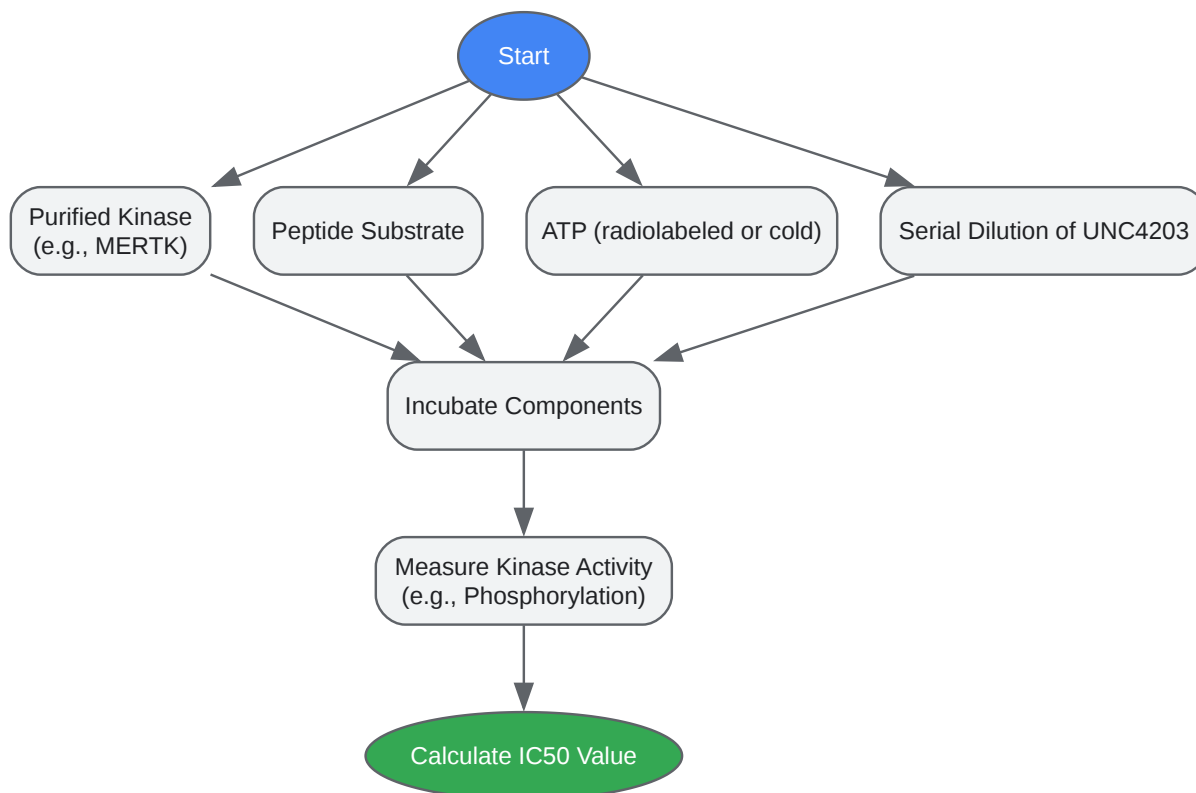 Start
Purified Kinase
(e.g., MERTK)
Peptide Substrate
ATP (radiolabeled or cold)
Serial Dilution of UNC4203
Incubate Components
Measure Kinase Activity
(e.g., Phosphorylation)
Calculate IC50 Value